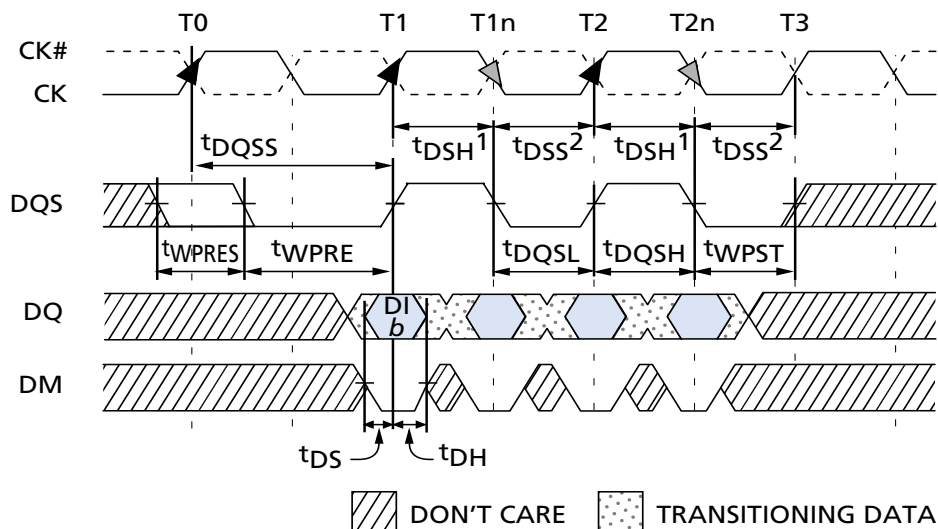 T0 T1 T1n T2 T2n T3
CK#
CK
tDQSS tDSH1 tDSS2 tDSH1 tDSS2
DQS
tWPRES tWPRE tDQSL tDQSH tWPST
DQ
DI
b
DM
tDS tDH
DON'T CARE TRANSITIONING DATA